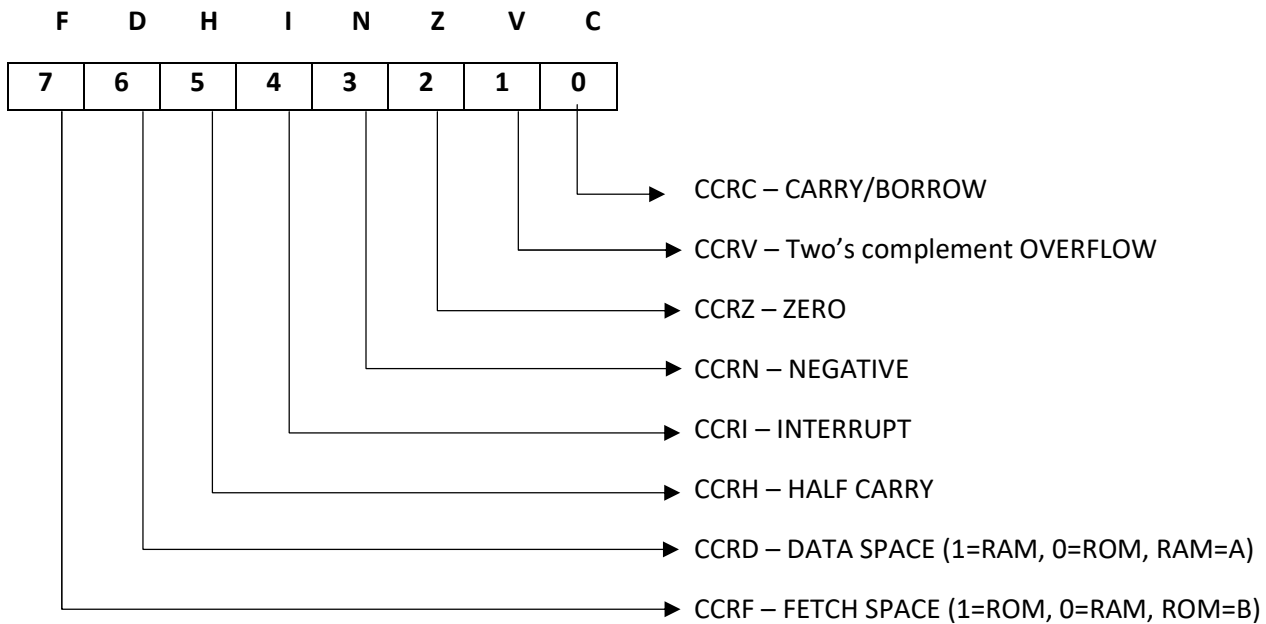 F D H I N Z V C
7 6 5 4 3 2 1 0
CCRC – CARRY/BORROW
CCRV – Two’s complement OVERFLOW
CCRZ – ZERO
CCRN – NEGATIVE
CCRI – INTERRUPT
CCRH – HALF CARRY
CCRD – DATA SPACE (1=RAM, 0=ROM, RAM=A)
CCRF – FETCH SPACE (1=ROM, 0=RAM, ROM=B)